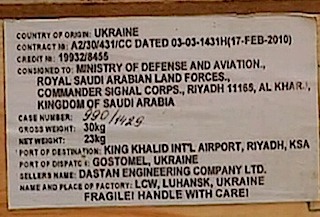 COUNTRY OF ORIGIN: UKRAINE
CONTRACT №: A2/30/431/CC DATED 03-03-1431H(17-FEB-2010)
CREDIT №: 19932/8455
CONSIGNED TO: MINISTRY OF DEFENSE AND AVIATION.,
ROYAL SAUDI ARABIAN LAND FORCES.,
COMMANDER SIGNAL CORPS., RIYADH 11165, AL KHARJ,
KINGDOM OF SAUDI ARABIA
CASE NUMBER: 990/1429
GROSS WEIGHT: 30kg
NET WEIGHT: 23kg
PORT OF DESTINATION: KING KHALID INT'L AIRPORT, RIYADH, KSA
PORT OF DISPATCH: GOSTOMEL, UKRAINE
SELLERS NAME: DASTAN ENGINEERING COMPANY LTD.
NAME AND PLACE OF FACTORY: LCW, LUHANSK, UKRAINE
FRAGILE! HANDLE WITH CARE!